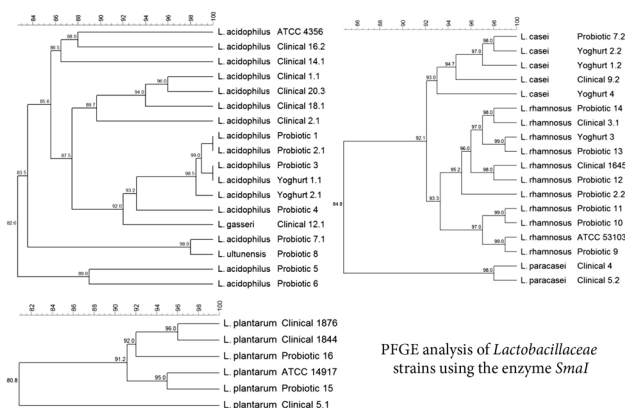 84 86 88 90 92 94 96 98 100
L. acidophilus ATCC 4356
88.0
L. acidophilus Clinical 16.2
86.5
L. acidophilus Clinical 14.1
L. acidophilus Clinical 1.1
96.0
L. acidophilus Clinical 20.3
94.0
85.6
L. acidophilus Clinical 18.1
89.7
L. acidophilus Clinical 2.1
L. acidophilus Probiotic 1
L. acidophilus Probiotic 2.1
99.0
87.5
L. acidophilus Probiotic 3
98.5
L. acidophilus Yoghurt 1.1
83.5
93.2
L. acidophilus Yoghurt 2.1
92.0
L. acidophilus Probiotic 4
82.6
L. gasseri Clinical 12.1
L. acidophilus Probiotic 7.1
98.0
L. ultunensis Probiotic 8
L. acidophilus Probiotic 5
89.0
L. acidophilus Probiotic 6
86 88 90 92 94 96 98 100
L. casei Probiotic 7.2
98.0
L. casei Yoghurt 2.2
97.0
L. casei Yoghurt 1.2
94.7
L. casei Clinical 9.2
93.0
L. casei Yoghurt 4
L. rhamnosus Probiotic 14
98.0
L. rhamnosus Clinical 3.1
97.0
92.1
L. rhamnosus Yoghurt 3
99.0
L. rhamnosus Probiotic 13
96.0
L. rhamnosus Clinical 1645
95.2
98.0
L. rhamnosus Probiotic 12
L. rhamnosus Probiotic 2.2
84.8
93.3
L. rhamnosus Probiotic 11
99.0
L. rhamnosus Probiotic 10
97.0
L. rhamnosus ATCC 53103
99.0
L. rhamnosus Probiotic 9
L. paracasei Clinical 4
98.0
L. paracasei Clinical 5.2
82 84 86 88 90 92 94 96 98 100
L. plantarum Clinical 1876
96.0
L. plantarum Clinical 1844
92.0
L. plantarum Probiotic 16
91.2
L. plantarum ATCC 14917
80.8
95.0
L. plantarum Probiotic 15
L. plantarum Clinical 5.1
PFGE analysis of Lactobacillaceae
strains using the enzyme SmaI